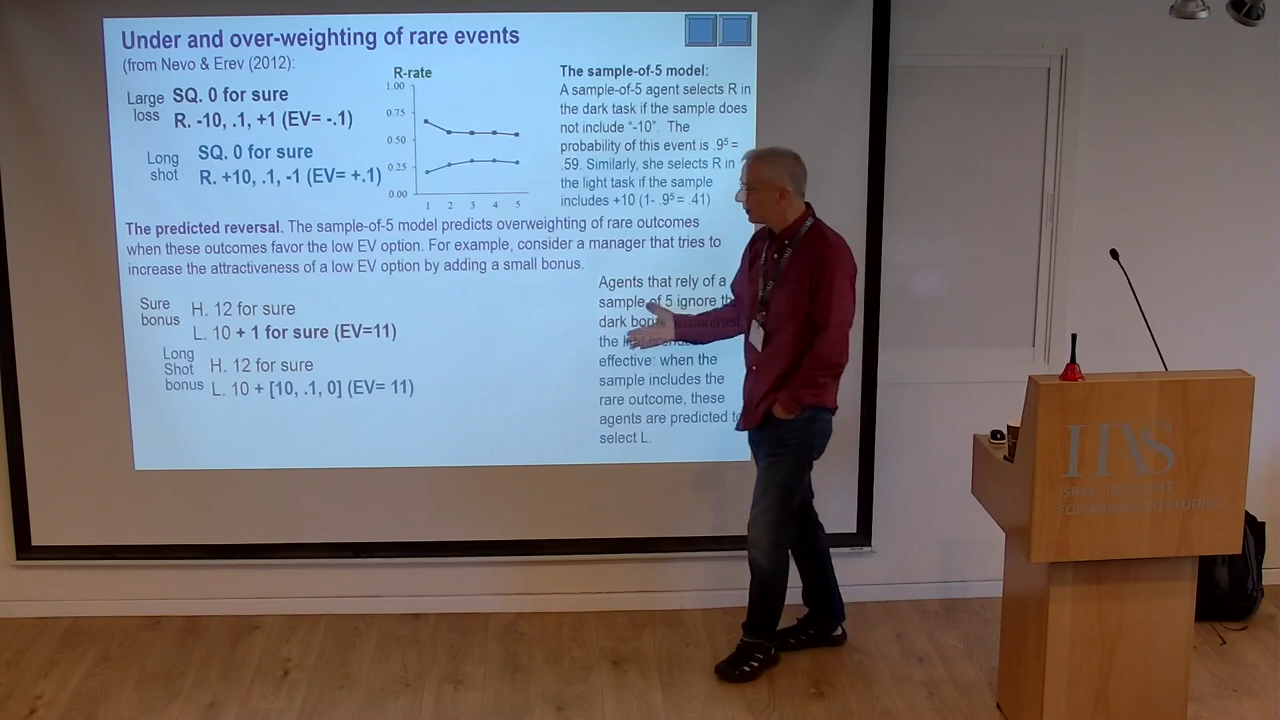 Under and over-weighting of rare events
(from Nevo & Erev (2012):
Large loss
SQ. 0 for sure
R. -10, .1, +1 (EV= -.1)
Long shot
SQ. 0 for sure
R. +10, .1, -1 (EV= +.1)
R-rate
1.00
0.75
0.50
0.25
0.00
1 2 3 4 5
The sample-of-5 model:
A sample-of-5 agent selects R in
the dark task if the sample does
not include "-10". The
probability of this event is .9⁵ =
.59. Similarly, she selects R in
the light task if the sample
includes +10 (1- .9⁵ = .41)
The predicted reversal. The sample-of-5 model predicts overweighting of rare outcomes
when these outcomes favor the low EV option. For example, consider a manager that tries to
increase the attractiveness of a low EV option by adding a small bonus.
Sure bonus
H. 12 for sure
L. 10 + 1 for sure (EV=11)
Long Shot bonus
H. 12 for sure
L. 10 + [10, .1, 0] (EV= 11)
Agents that rely of a
sample of 5 ignore
dark
the
effective: when the
sample includes the
rare outcome, these
agents are predicted to
select L.
IIAS
ISRAEL INSTITUTE
FOR ADVANCED STUDIES